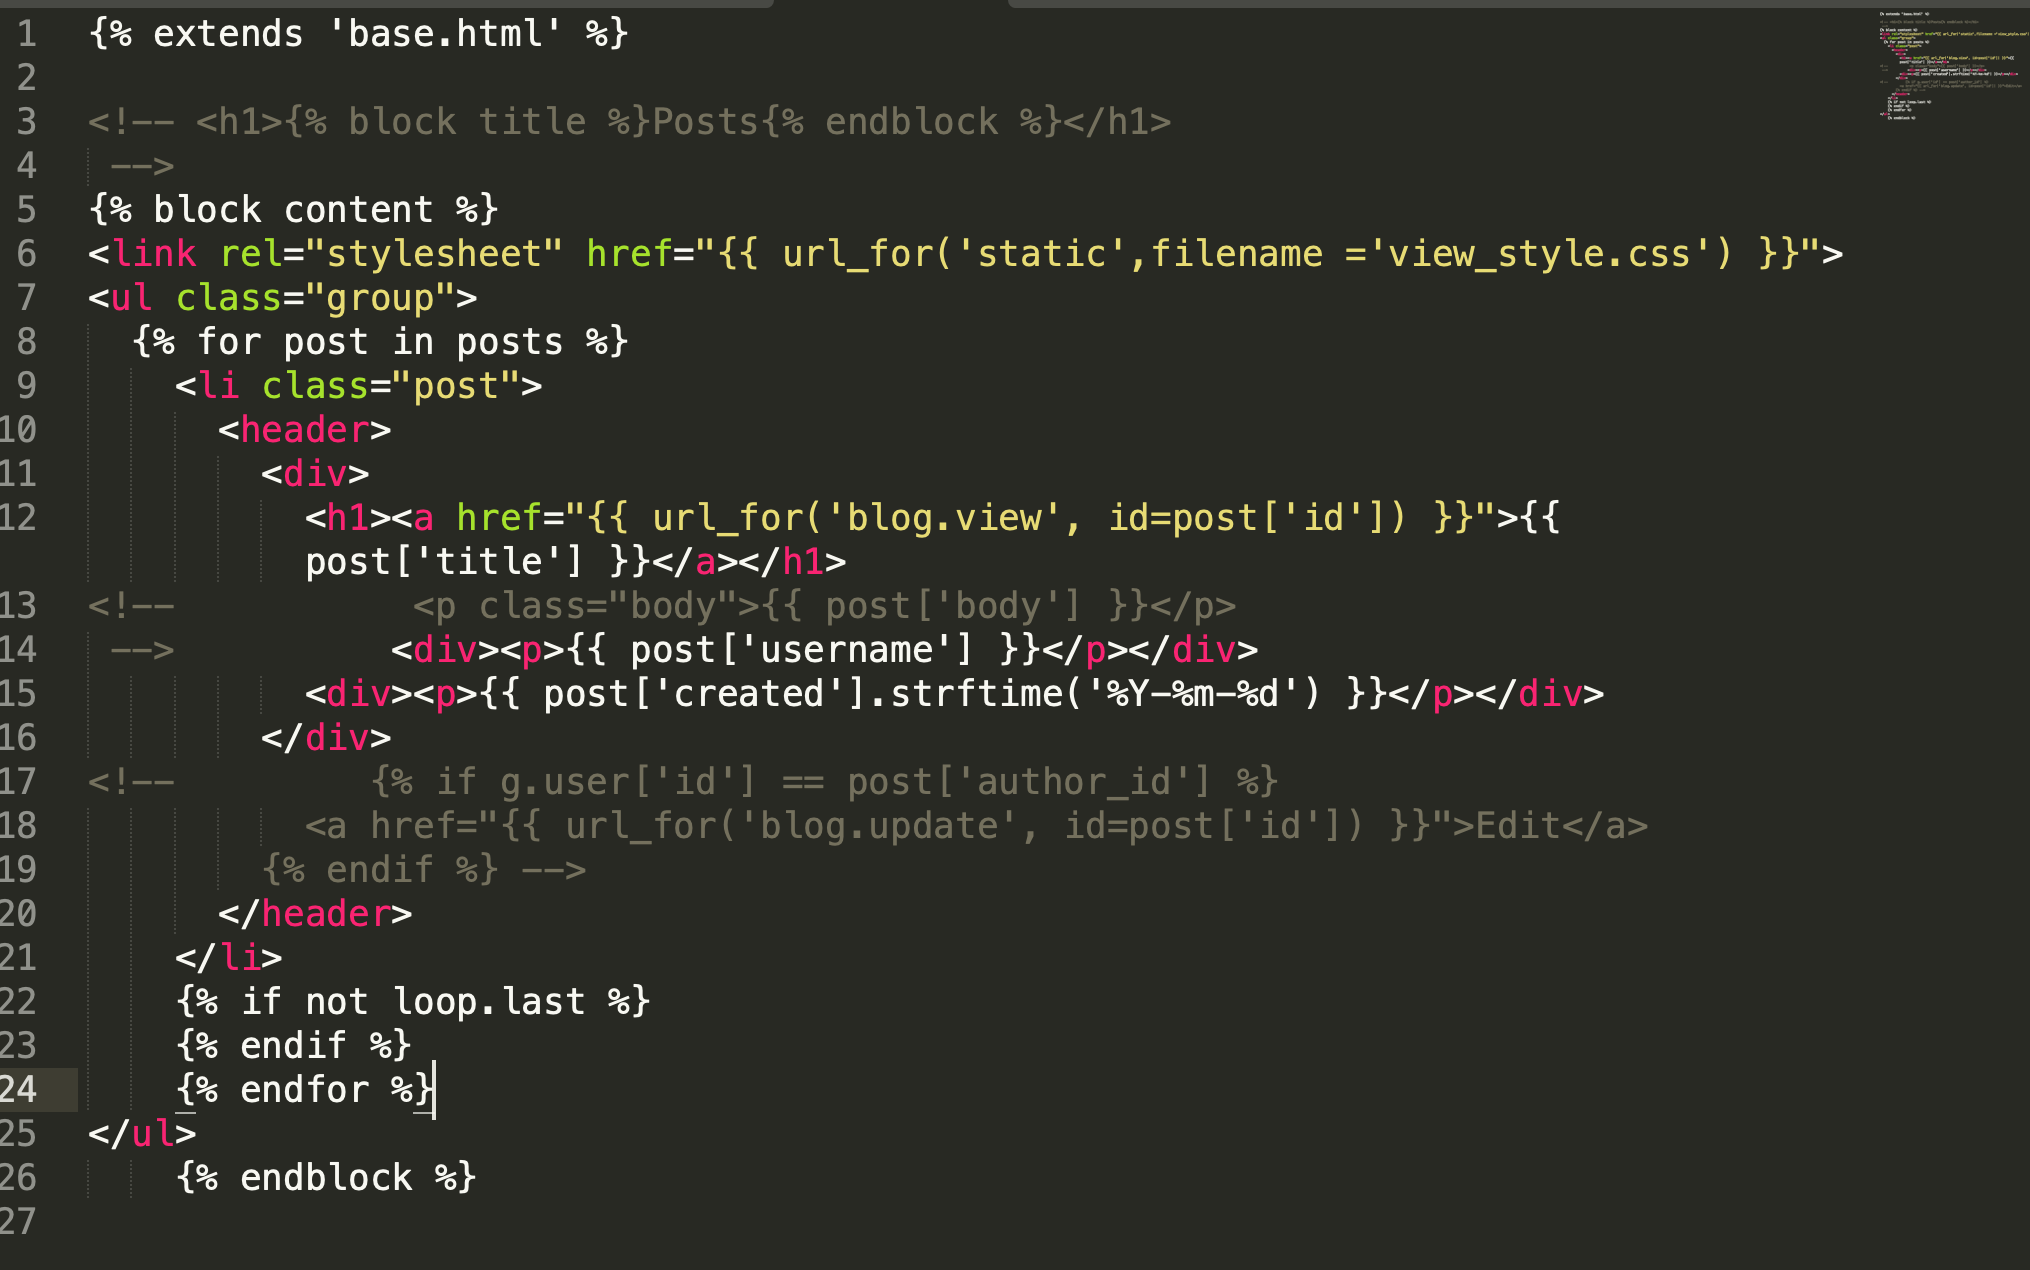 1 {% extends 'base.html' %}
2
3 <!-- <h1>{% block title %}Posts{% endblock %}</h1>
4 -->
5 {% block content %}
6 <link rel="stylesheet" href="{{ url_for('static',filename ='view_style.css') }}">
7 <ul class="group">
8 {% for post in posts %}
9 <li class="post">
10 <header>
11 <div>
12 <h1><a href="{{ url_for('blog.view', id=post['id']) }}">{{
post['title'] }}</a></h1>
13 <!-- <p class="body">{{ post['body'] }}</p>
14 --> <div><p>{{ post['username'] }}</p></div>
15 <div><p>{{ post['created'].strftime('%Y-%m-%d') }}</p></div>
16 </div>
17 <!-- {% if g.user['id'] == post['author_id'] %}
18 <a href="{{ url_for('blog.update', id=post['id']) }}">Edit</a>
19 {% endif %} -->
20 </header>
21 </li>
22 {% if not loop.last %}
23 {% endif %}
24 {% endfor %}
25 </ul>
26 {% endblock %}
27